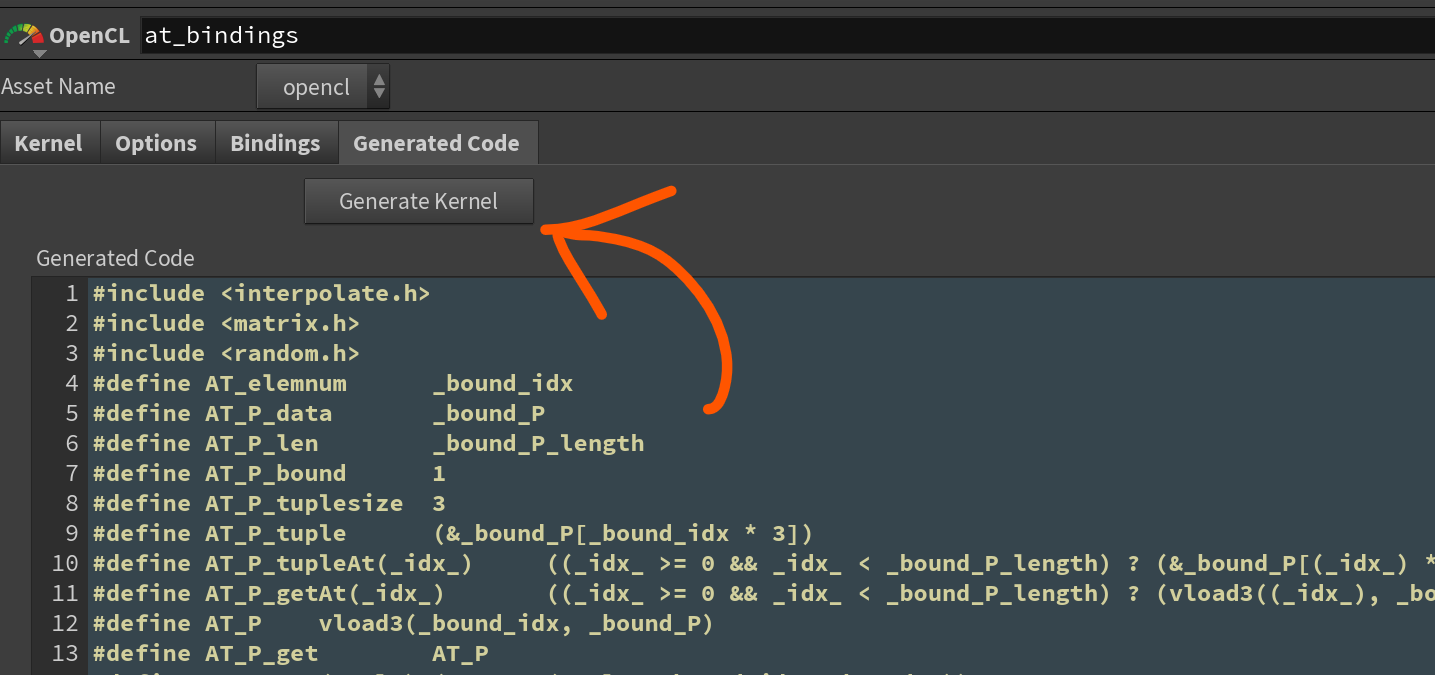 OpenCL at_bindings
Asset Name opencl
Kernel Options Bindings Generated Code
Generate Kernel
Generated Code
1 #include <interpolate.h>
2 #include <matrix.h>
3 #include <random.h>
4 #define AT_elemnum _bound_idx
5 #define AT_P_data _bound_P
6 #define AT_P_len _bound_P_length
7 #define AT_P_bound 1
8 #define AT_P_tuplesize 3
9 #define AT_P_tuple (&_bound_P[_bound_idx * 3])
10 #define AT_P_tupleAt(_idx_) ((_idx_ >= 0 && _idx_ < _bound_P_length) ? (&_bound_P[(_idx_) *
11 #define AT_P_getAt(_idx_) ((_idx_ >= 0 && _idx_ < _bound_P_length) ? (vload3((_idx_), _bo
12 #define AT_P vload3(_bound_idx, _bound_P)
13 #define AT_P_get AT_P